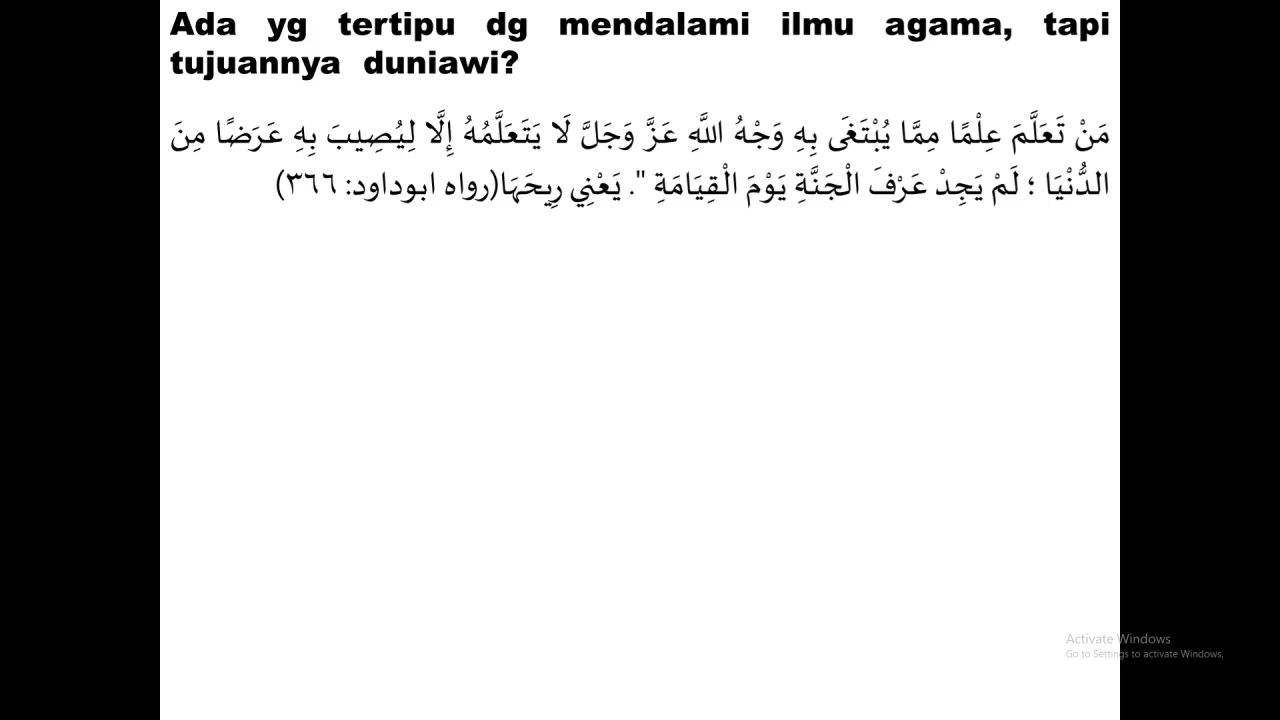 Ada yg tertipu dg mendalami ilmu agama, tapi
tujuannya duniawi?
مَنْ تَعَلَّمَ عِلْمًا مِمَّا يُبْتَغَى بِهِ وَجْهُ اللَّهِ عَزَّ وَجَلَّ لَا يَتَعَلَّمُهُ إِلَّا لِيُصِيبَ بِهِ عَرَضًا مِنَ
الدُّنْيَا ؛ لَمْ يَجِدْ عَرْفَ الْجَنَّةِ يَوْمَ الْقِيَامَةِ ". يَعْنِي رِيحَهَا(رواه ابوداود: ٣٦٦)
Activate Windows
Go to Settings to activate Windows.